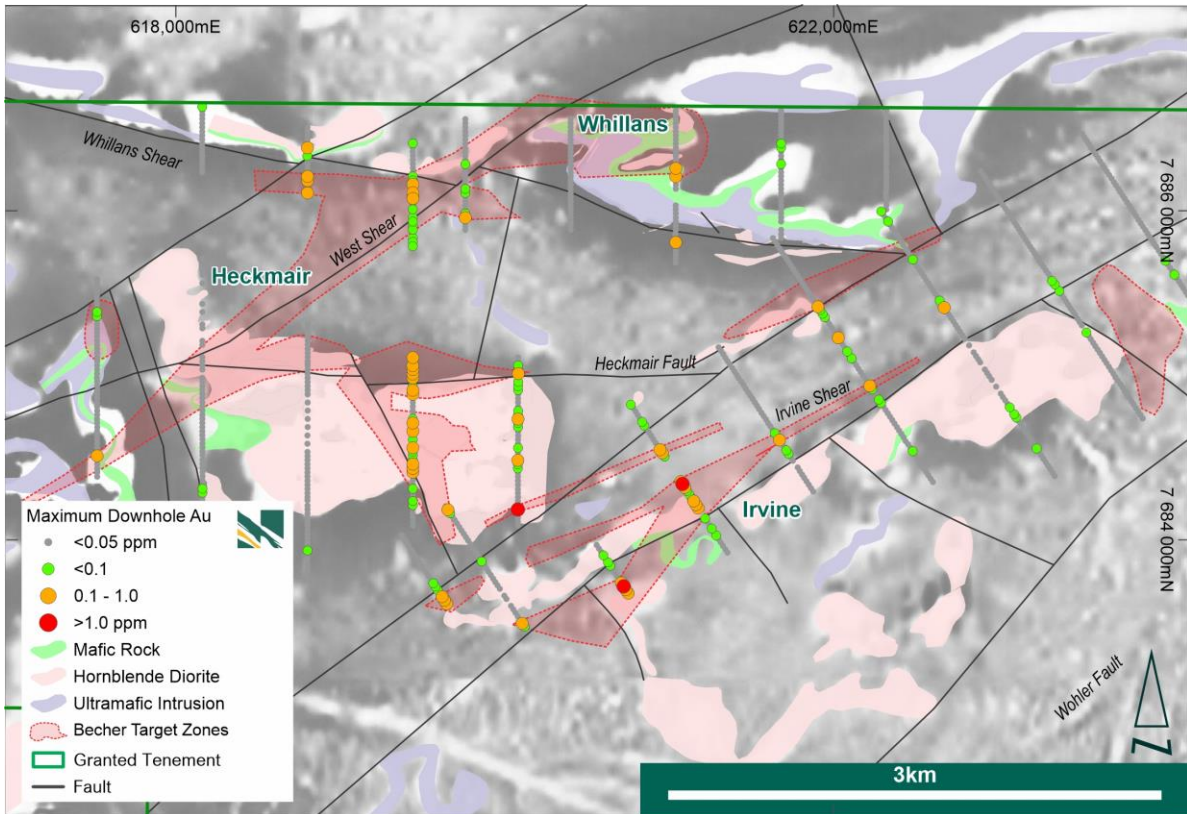 618,000mE
622,000mE
Whillans
Whillans Shear
7 686 000mN
West Shear
Heckmair
Heckmair Fault
Irvine Shear
Irvine
7 684 000mN
Maximum Downhole Au
<0.05 ppm
<0.1
0.1 - 1.0
>1.0 ppm
Mafic Rock
Hornblende Diorite
Ultramafic Intrusion
Becher Target Zones
Granted Tenement
Fault
Wohler Fault
N
3km